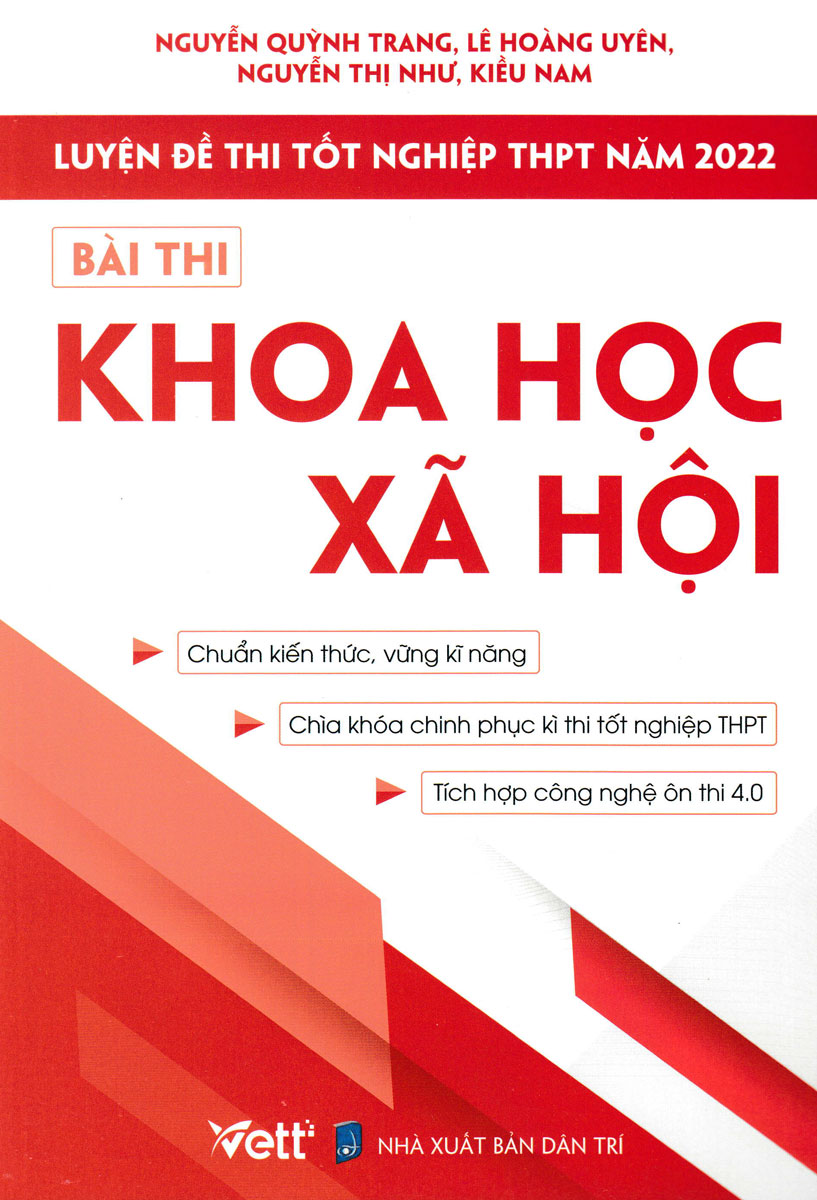 NGUYỄN QUỲNH TRANG, LÊ HOÀNG UYÊN,
NGUYỄN THỊ NHƯ, KIỀU NAM
LUYỆN ĐỀ THI TỐT NGHIỆP THPT NĂM 2022
BÀI THI
KHOA HỌC
XÃ HỘI
Chuẩn kiến thức, vững kĩ năng
Chìa khóa chinh phục kì thi tốt nghiệp THPT
Tích hợp công nghệ ôn thi 4.0
Vett
NHÀ XUẤT BẢN DÂN TRÍ